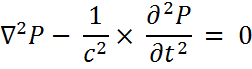 ∇²P − 1/c² × ∂²P/∂t² = 0